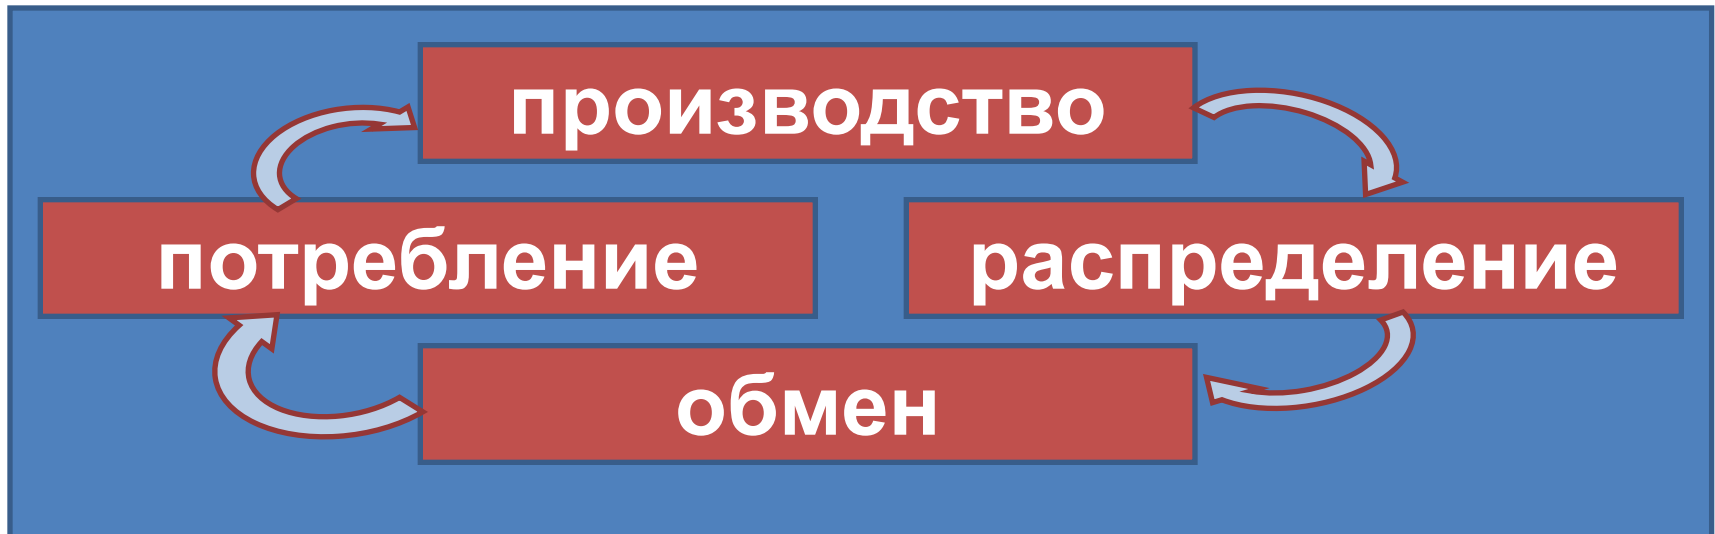 производство
потребление
распределение
обмен